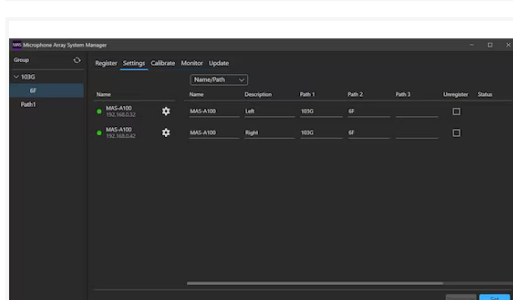 MAS Microphone Array System Manager
Group
Register Settings Calibrate Monitor Update
103G
6F
Path1
Name/Path
Name Name Description Path 1 Path 2 Path 3 Unregister Status
MAS-A100 MAS-A100 Left 103G 6F
192.168.0.52
MAS-A100 MAS-A100 Right 103G 6F
192.168.0.42